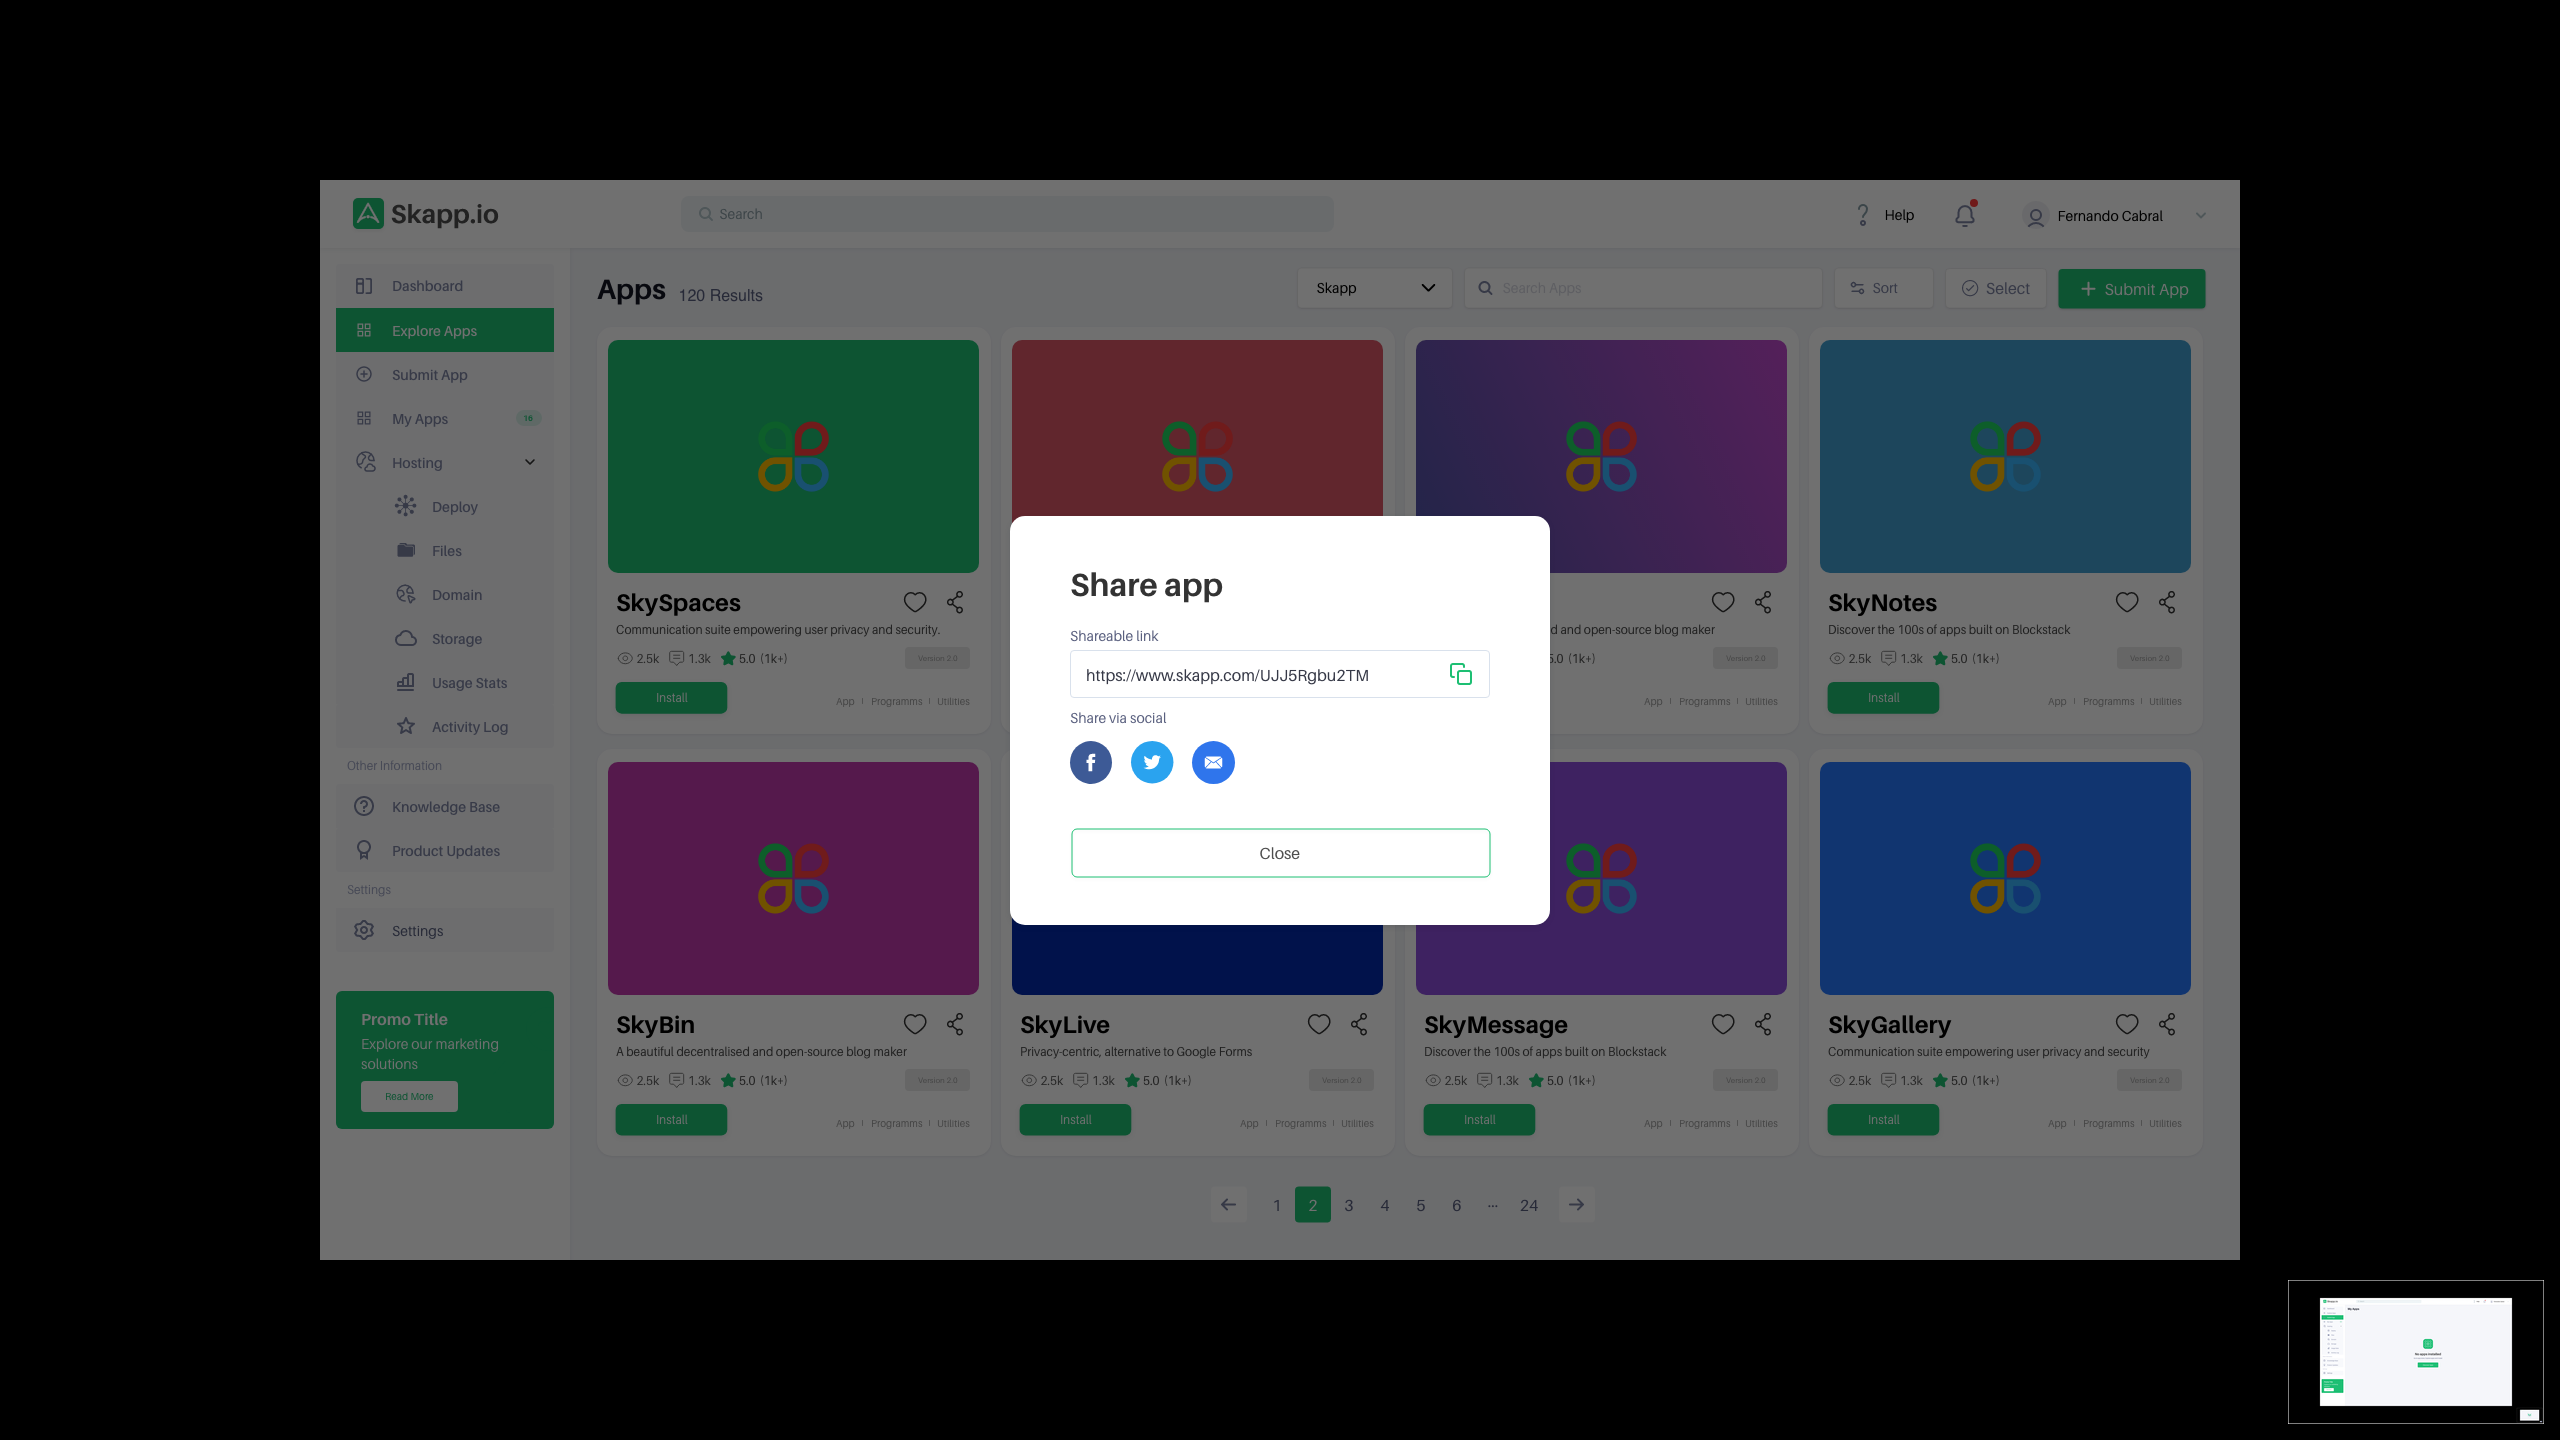 Skapp.io
Search
Help
Fernando Cabral
Dashboard
Explore Apps
Submit App
My Apps
16
Hosting
Deploy
Files
Domain
Storage
Usage Stats
Activity Log
Other Information
Knowledge Base
Product Updates
Settings
Settings
Promo Title
Explore our marketing
solutions
Read More
Apps
120 Results
Skapp
Search Apps
Sort
Select
Submit App
SkySpaces
Communication suite empowering user privacy and security.
2.5k
1.3k
5.0 (1k+)
Version 2.0
Install
App
Programms
Utilities
d and open-source blog maker
5.0 (1k+)
Version 2.0
App
Programms
Utilities
SkyNotes
Discover the 100s of apps built on Blockstack
2.5k
1.3k
5.0 (1k+)
Version 2.0
Install
App
Programms
Utilities
Share app
Shareable link
https://www.skapp.com/UJJ5Rgbu2TM
Share via social
Close
SkyBin
A beautiful decentralised and open-source blog maker
2.5k
1.3k
5.0 (1k+)
Version 2.0
Install
App
Programms
Utilities
SkyLive
Privacy-centric, alternative to Google Forms
2.5k
1.3k
5.0 (1k+)
Version 2.0
Install
App
Programms
Utilities
SkyMessage
Discover the 100s of apps built on Blockstack
2.5k
1.3k
5.0 (1k+)
Version 2.0
Install
App
Programms
Utilities
SkyGallery
Communication suite empowering user privacy and security
2.5k
1.3k
5.0 (1k+)
Version 2.0
Install
App
Programms
Utilities
1 2 3 4 5 6 ... 24